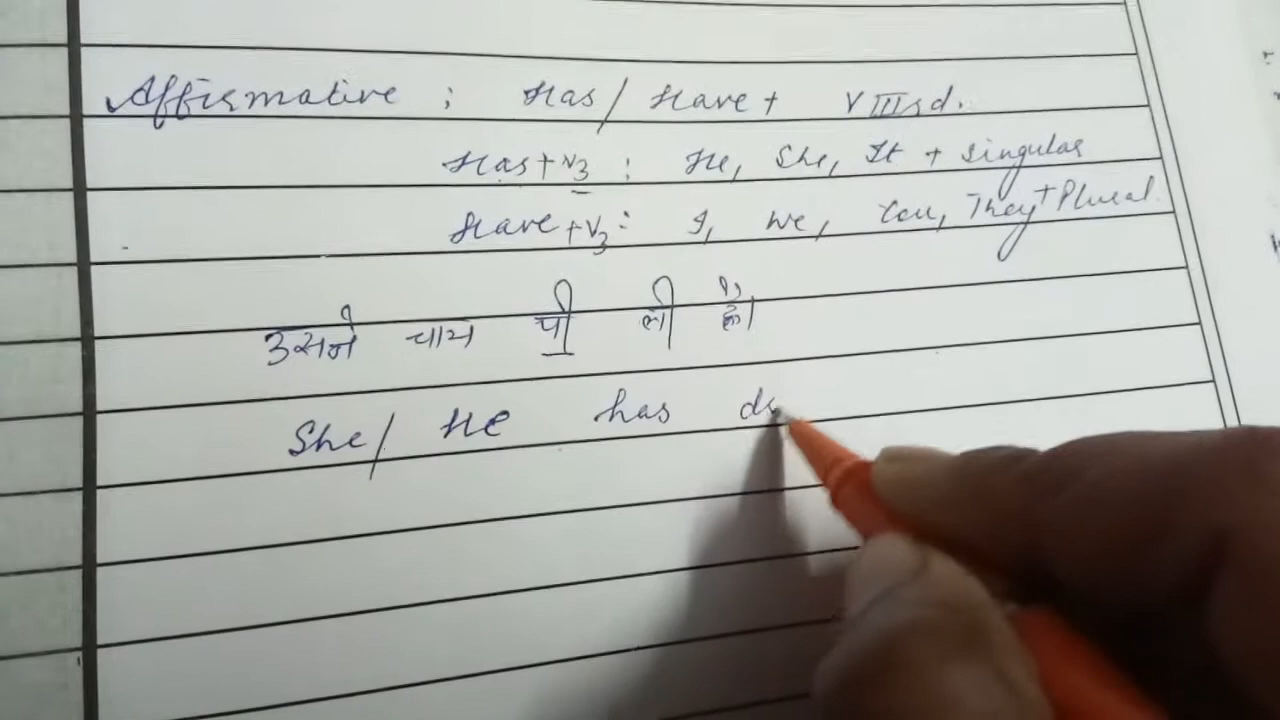 Affirmative : Has/ Have + V IIIrd.
Has + V3 : He, She, It + Singular
Have + V3 : I, We, You, They + Plural
उसने चाय पी ली है।
She/ He has dr